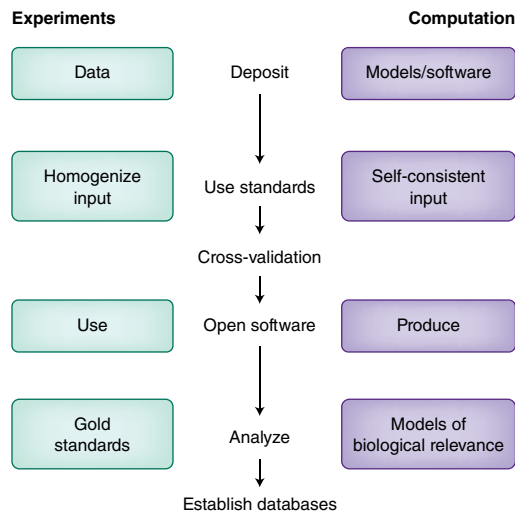 Experiments
Computation
Data
Deposit
Models/software
Homogenize
input
Use standards
Self-consistent
input
Cross-validation
Use
Open software
Produce
Gold
standards
Analyze
Models of
biological relevance
Establish databases